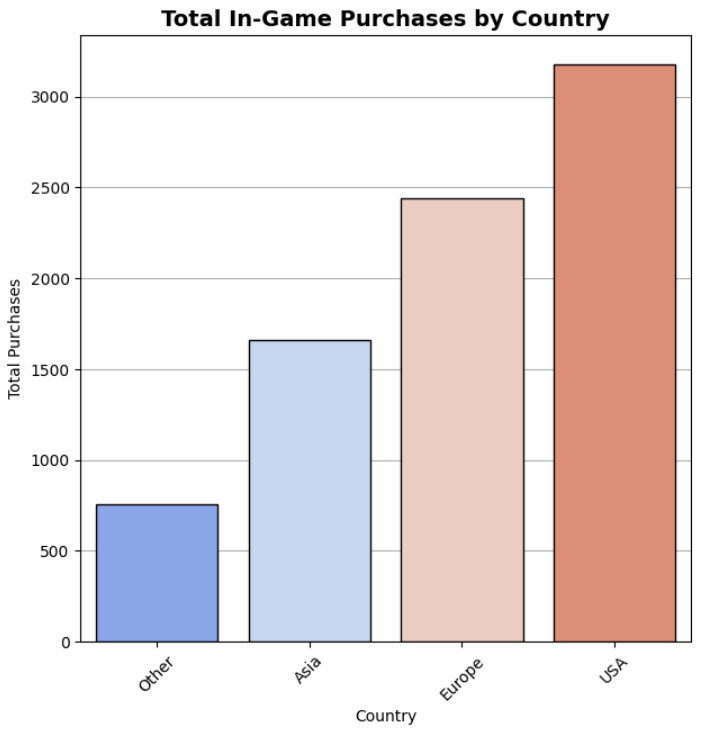 Total In-Game Purchases by Country
3000
2500
2000
1500
1000
500
0
Total Purchases
Other
Asia
Europe
USA
Country